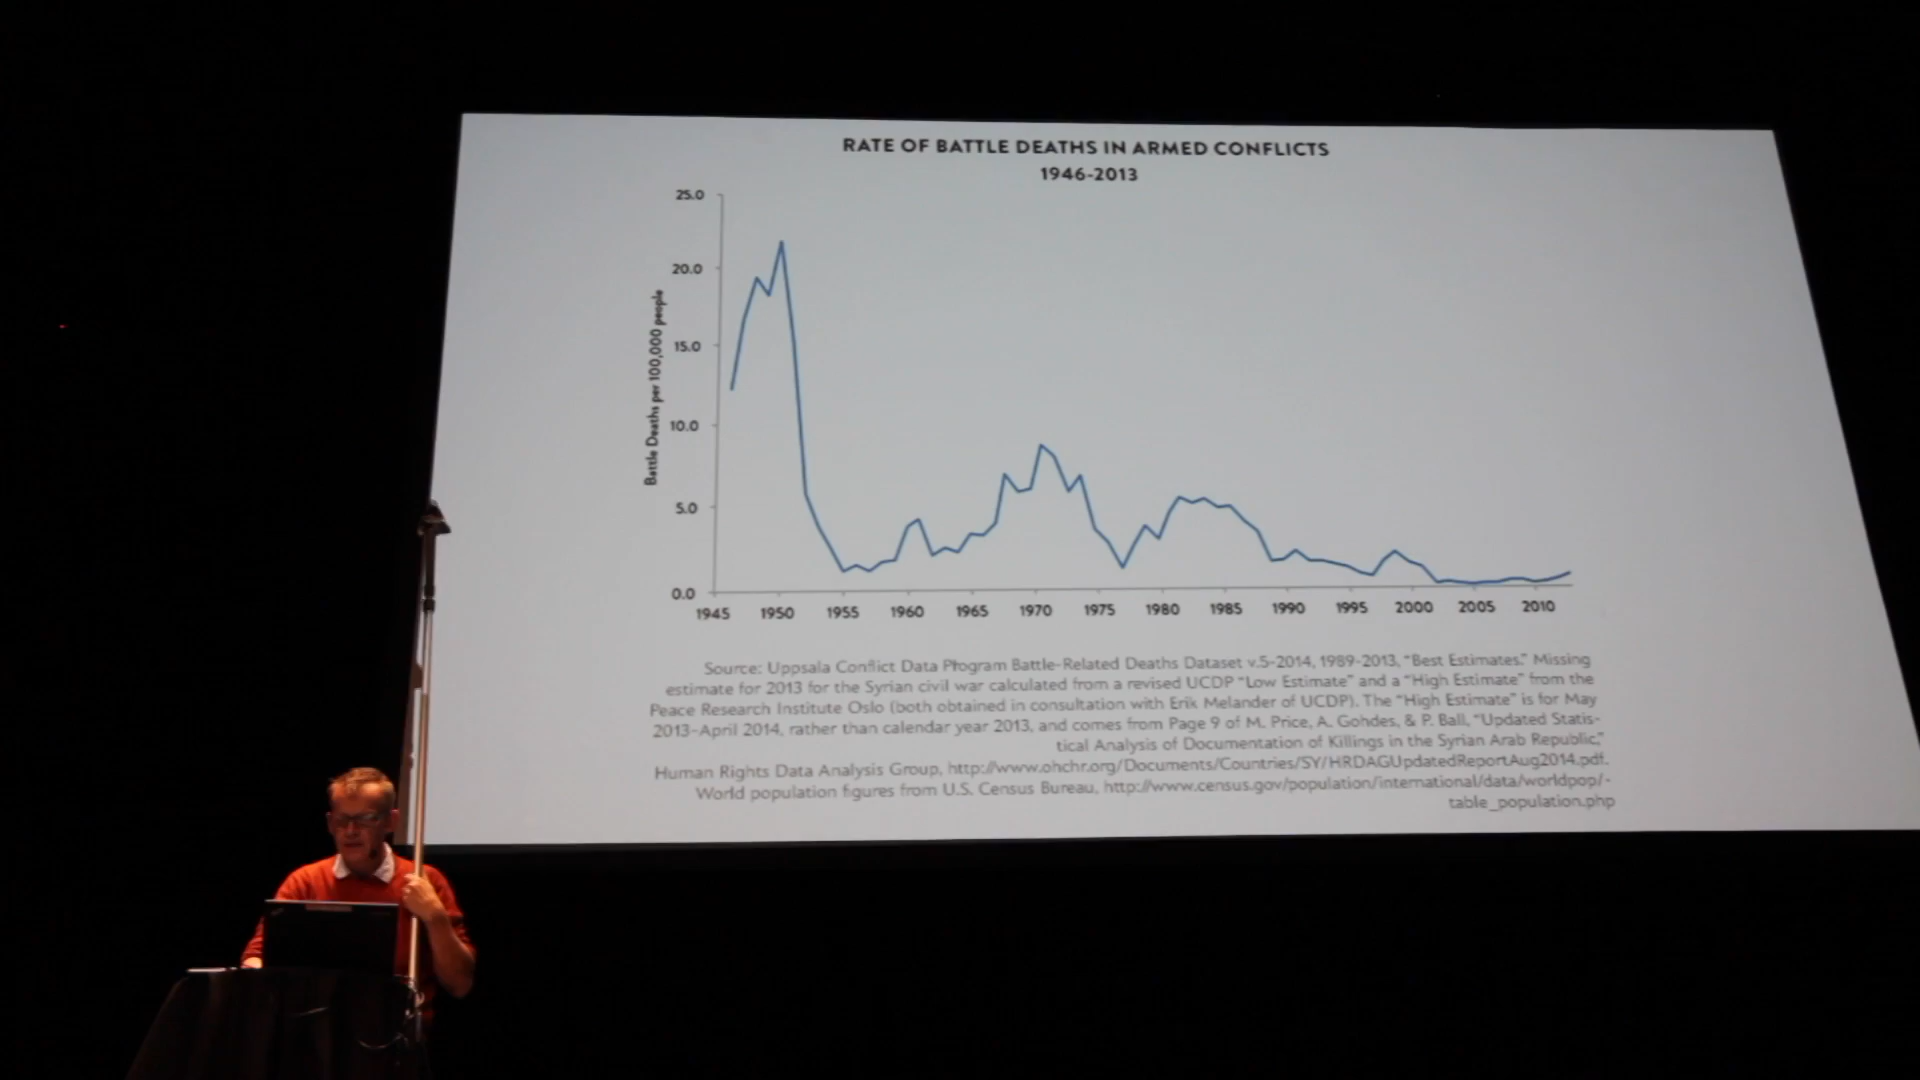 RATE OF BATTLE DEATHS IN ARMED CONFLICTS
1946-2013
25.0
20.0
15.0
10.0
5.0
0.0
Battle Deaths per 100,000 people
1945 1950 1955 1960 1965 1970 1975 1980 1985 1990 1995 2000 2005 2010
Source: Uppsala Conflict Data Program Battle-Related Deaths Dataset v.5-2014, 1989-2013, "Best Estimates." Missing
estimate for 2013 for the Syrian civil war calculated from a revised UCDP "Low Estimate" and a "High Estimate" from the
Peace Research Institute Oslo (both obtained in consultation with Erik Melander of UCDP). The "High Estimate" is for May
2013-April 2014, rather than calendar year 2013, and comes from Page 9 of M. Price, A. Gohdes, & P. Ball, "Updated Statis-
tical Analysis of Documentation of Killings in the Syrian Arab Republic,"
Human Rights Data Analysis Group, http://www.ohchr.org/Documents/Countries/SY/HRDAGUpdatedReportAug2014.pdf.
World population figures from U.S. Census Bureau, http://www.census.gov/population/international/data/worldpop/-
table_population.php